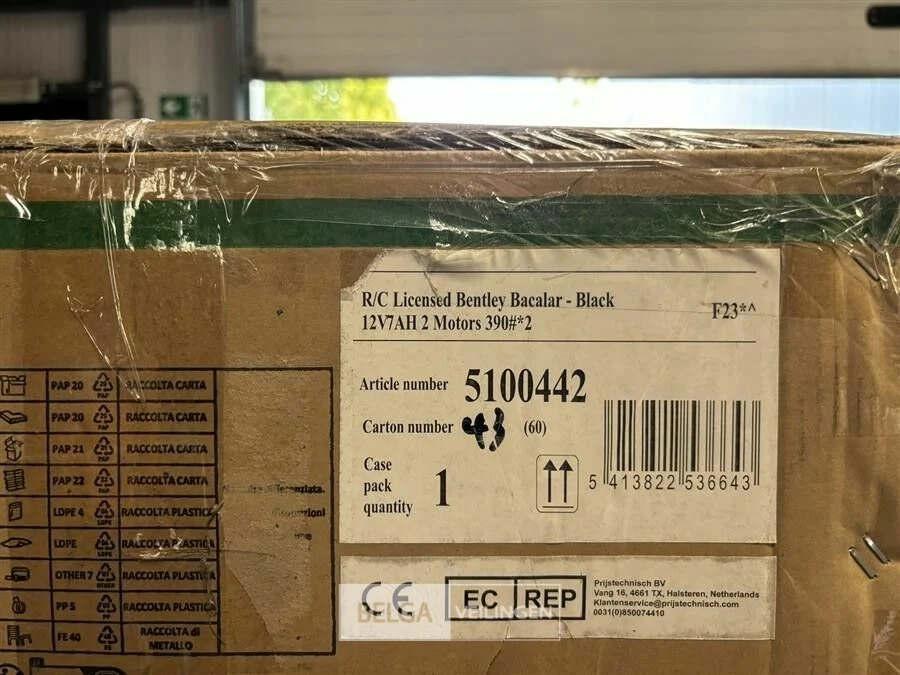 R/C Licensed Bentley Bacalar - Black
12V7AH 2 Motors 390#*2
F23*^
Article number 5100442
Carton number 43 (60)
Case
pack
quantity 1
5 413822 536643
PAP 20 RACCOLTA CARTA
PAP 20 RACCOLTA CARTA
PAP 21 RACCOLTA CARTA
PAP 22 RACCOLTA CARTA
LDPE 4 RACCOLTA PLASTICA
LDPE RACCOLTA PLASTICA
OTHER 7 RACCOLTA PLASTICA
PP 5 RACCOLTA PLASTICA
FE 40 RACCOLTA di
METALLO
CE
EC REP
Prijstechnisch BV
Vang 16, 4661 TX, Halsteren, Netherlands
Klantenservice@prijstechnisch.com
0031(0)850074410
BELGA VEILINGEN